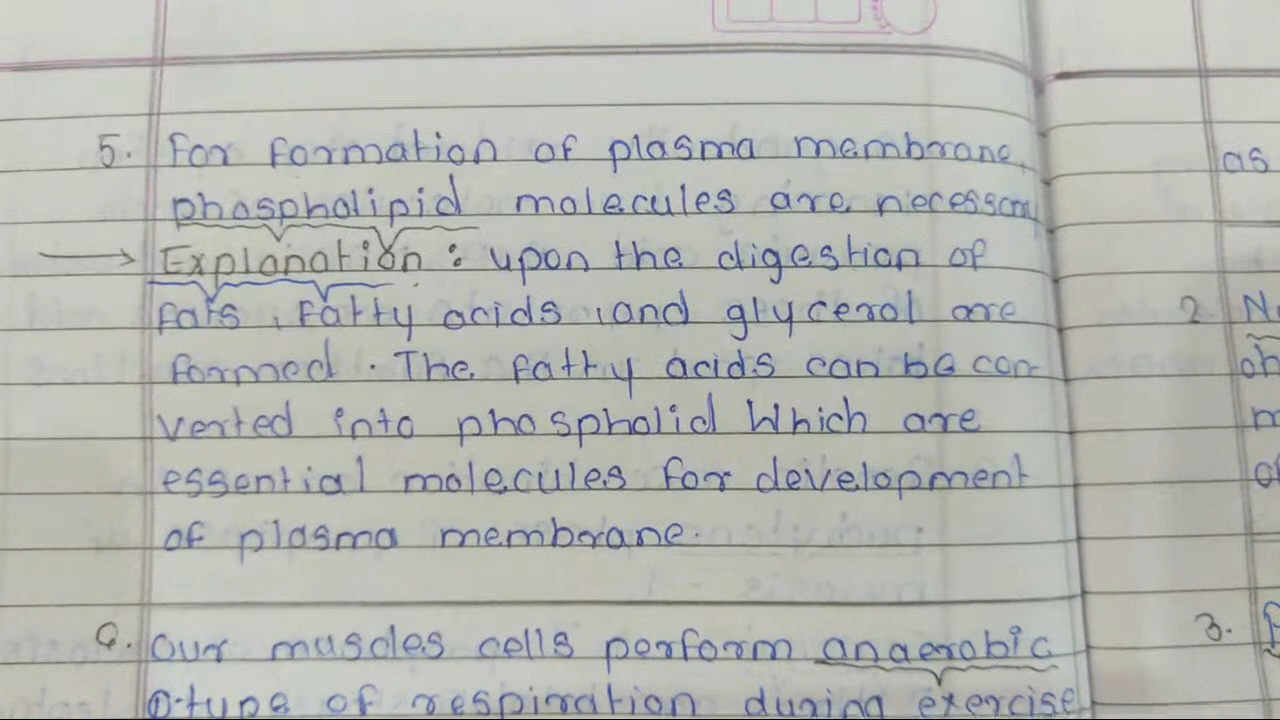 5. For formation of plasma membrane,
phospholipid molecules are necessary
Explanation : upon the digestion of
fats, fatty acids, and glycerol are
formed. The fatty acids can be con-
verted into phospholid which are
essential molecules for development
of plasma membrane.
6. Our muscles cells perform anaerobic
type of respiration during exercise
as
2. N
3.